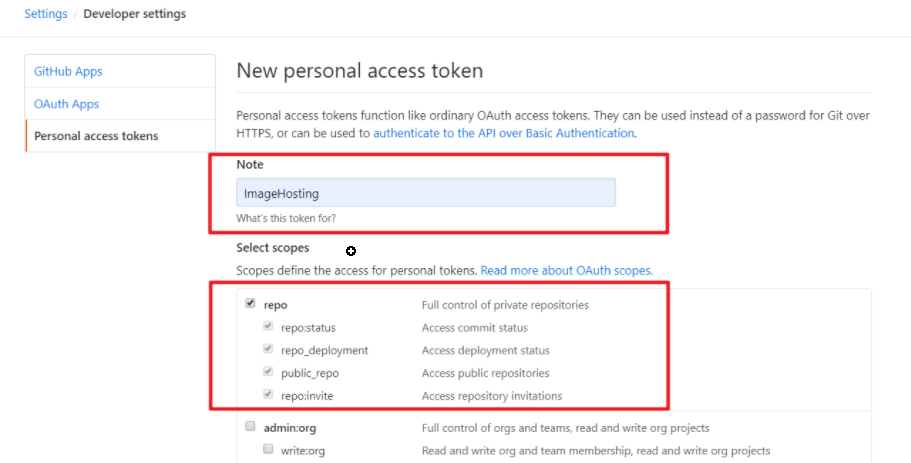 Settings / Developer settings
GitHub Apps
OAuth Apps
Personal access tokens
New personal access token
Personal access tokens function like ordinary OAuth access tokens. They can be used instead of a password for Git over
HTTPS, or can be used to authenticate to the API over Basic Authentication.
Note
ImageHosting
What's this token for?
Select scopes
Scopes define the access for personal tokens. Read more about OAuth scopes.
repo Full control of private repositories
repo:status Access commit status
repo_deployment Access deployment status
public_repo Access public repositories
repo:invite Access repository invitations
admin:org Full control of orgs and teams, read and write org projects
write:org Read and write org and team membership, read and write org projects